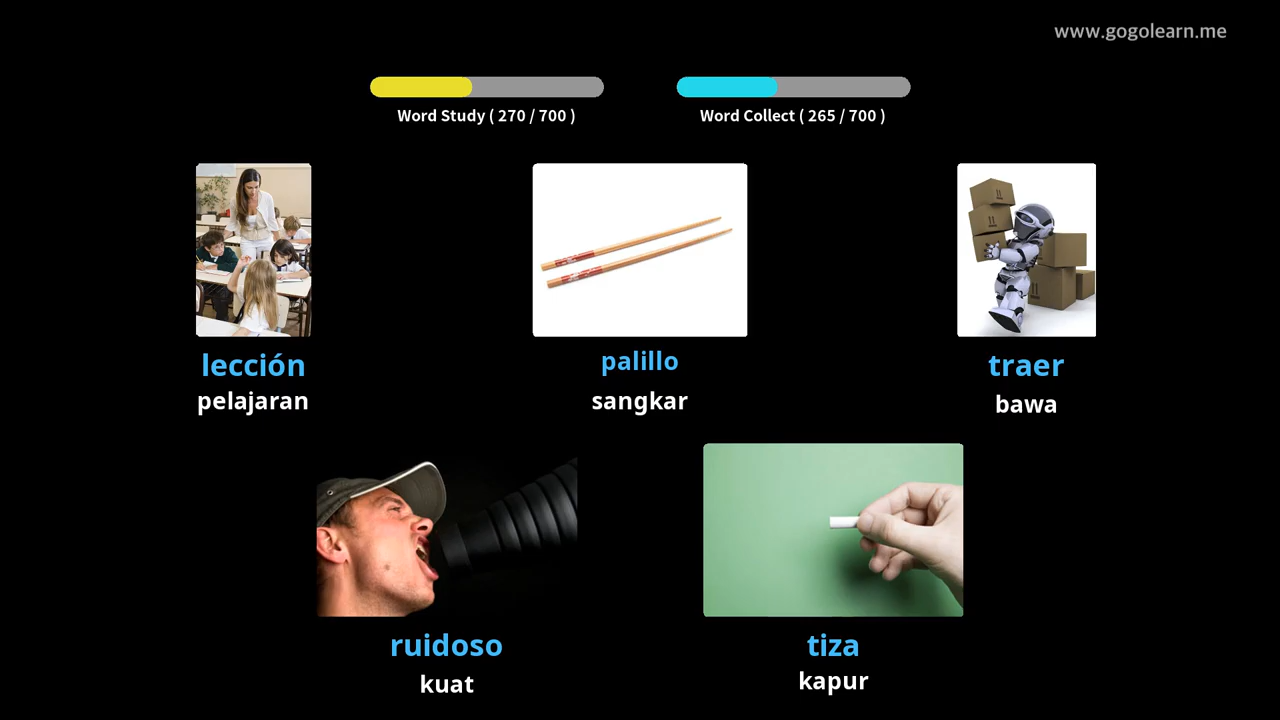 www.gogolearn.me
Word Study ( 270 / 700 )
Word Collect ( 265 / 700 )
lección
pelajaran
palillo
sangkar
traer
bawa
ruidoso
kuat
tiza
kapur